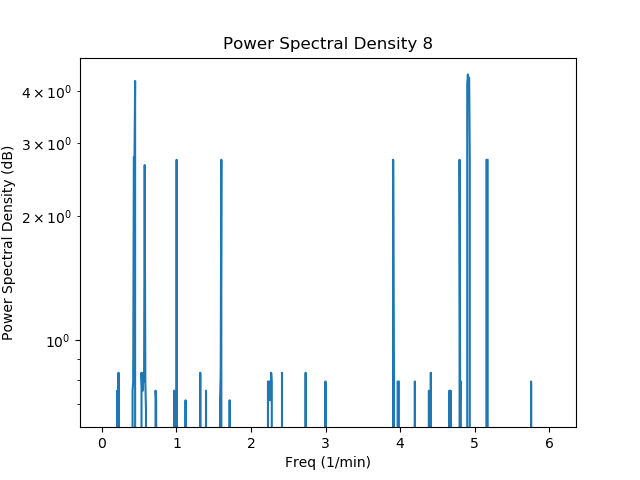 Power Spectral Density 8
Power Spectral Density (dB)
4 × 10⁰
3 × 10⁰
2 × 10⁰
10⁰
0 1 2 3 4 5 6
Freq (1/min)